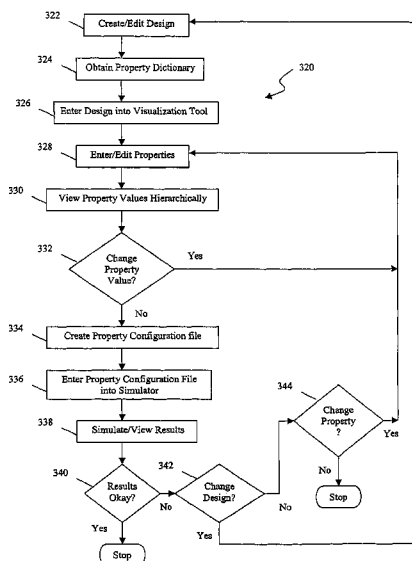 322
Create/Edit Design
324
Obtain Property Dictionary
320
326
Enter Design into Visualization Tool
328
Enter/Edit Properties
330
View Property Values Hierarchically
332
Change
Property
Value?
Yes
No
334
Create Property Configuration file
336
Enter Property Configuration File
into Simulator
344
Change
Property
?
Yes
No
Stop
338
Simulate/View Results
340
Results
Okay?
No
342
Change
Design?
No
Yes
Yes
Stop